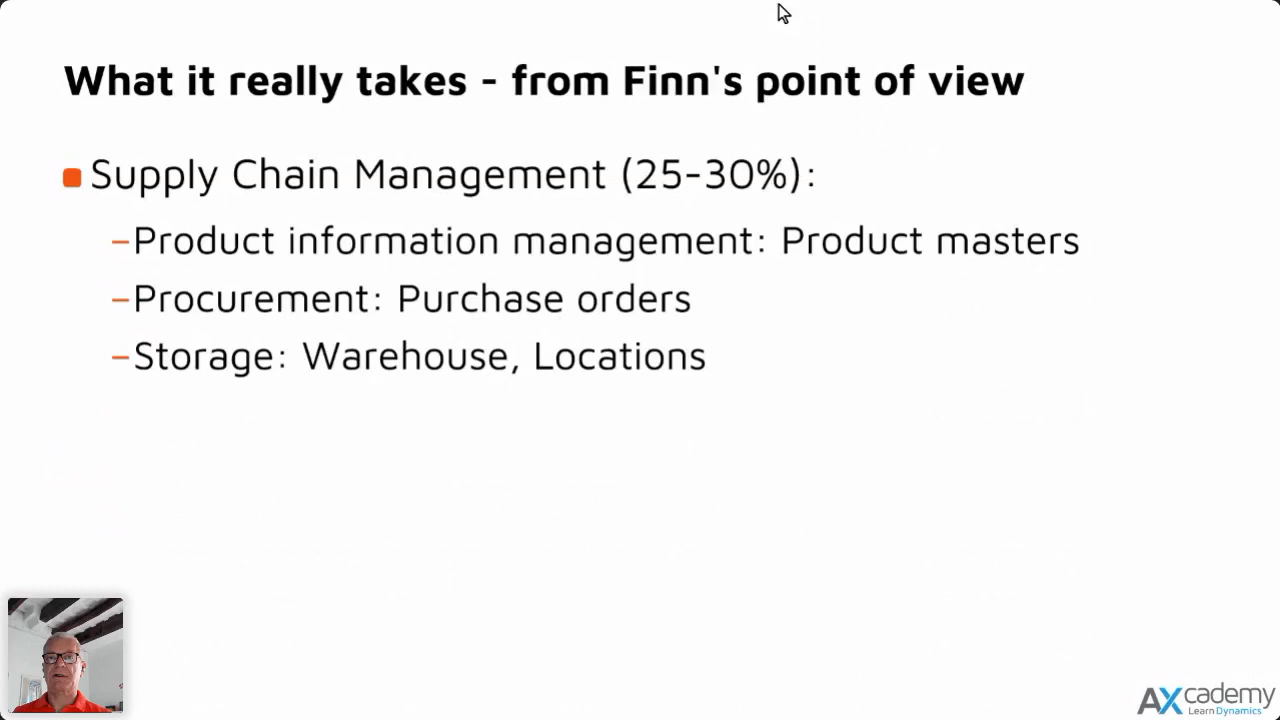 What it really takes - from Finn's point of view
Supply Chain Management (25-30%):
–Product information management: Product masters
–Procurement: Purchase orders
–Storage: Warehouse, Locations
AXcademy
Learn Dynamics